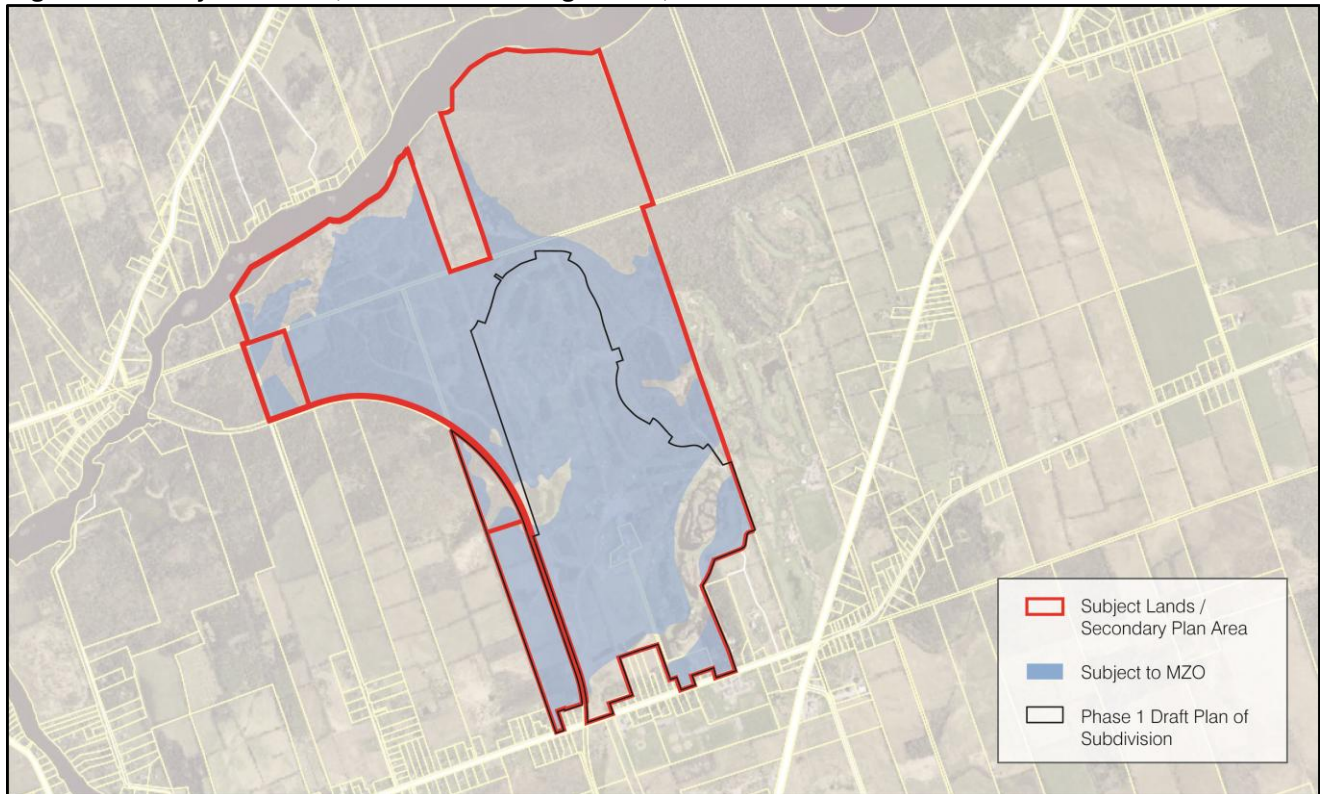 Subject Lands /
Secondary Plan Area
Subject to MZO
Phase 1 Draft Plan of
Subdivision